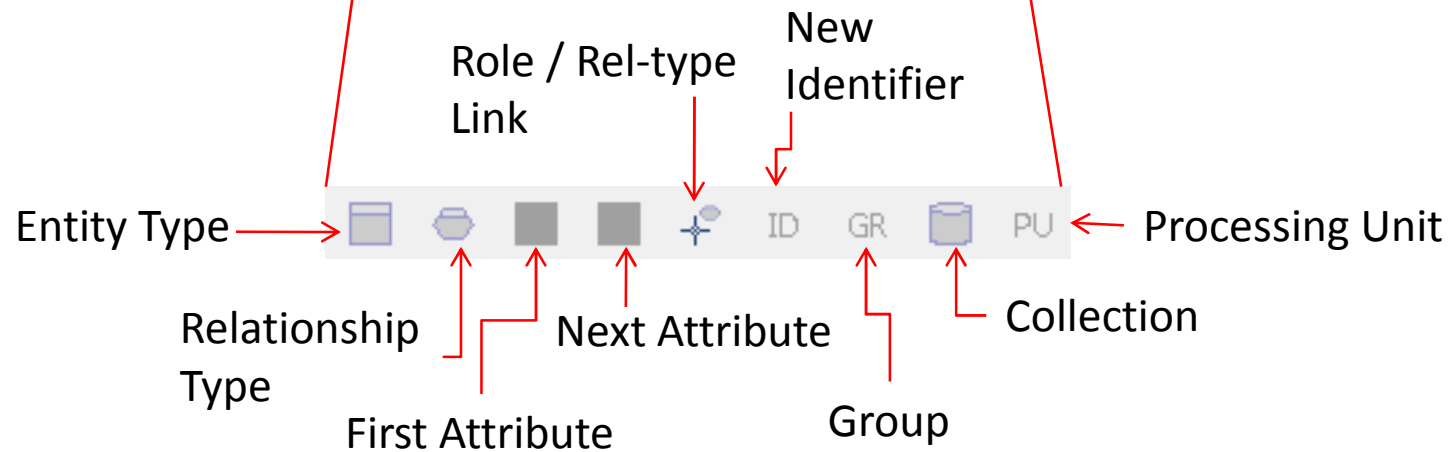 New
Identifier
Role / Rel-type
Link
Entity Type
ID
GR
PU
Processing Unit
Relationship
Type
Next Attribute
Collection
First Attribute
Group